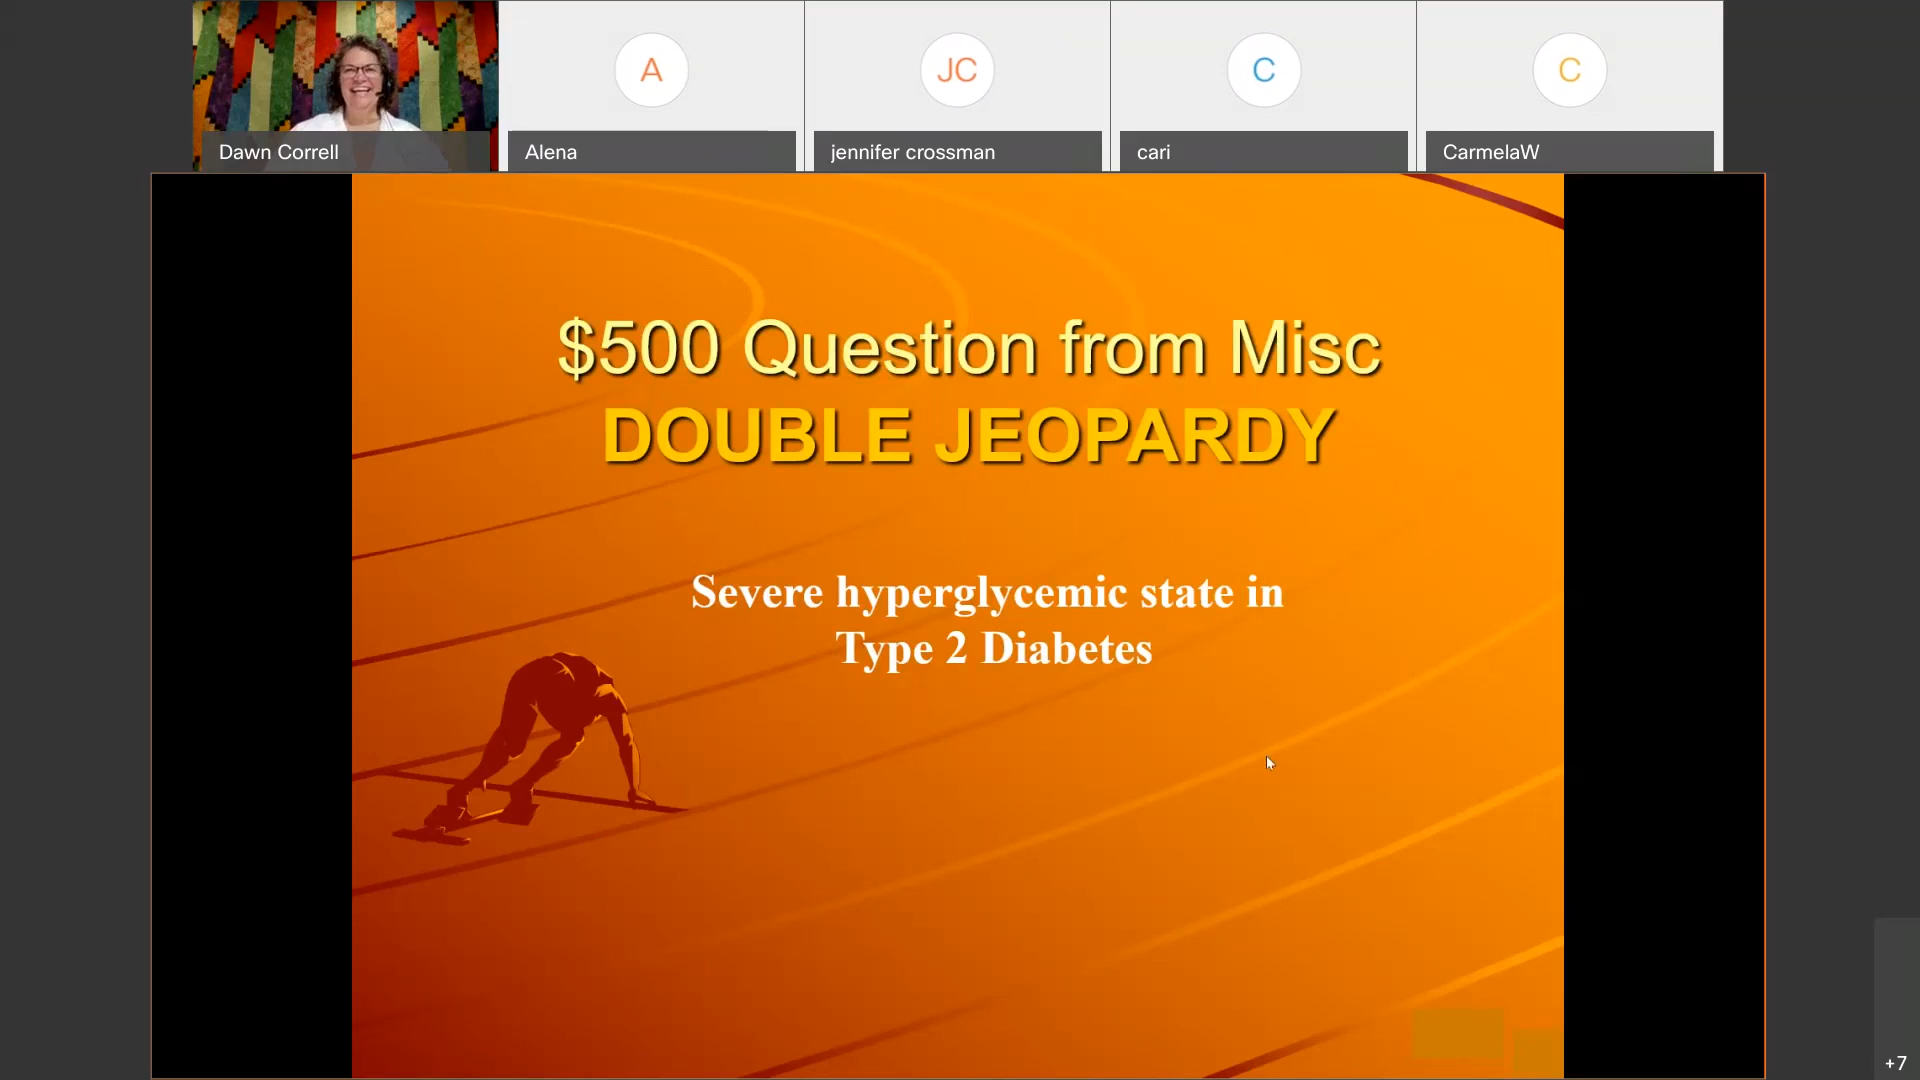 A
JC
C
C
Dawn Correll
Alena
jennifer crossman
cari
CarmelaW
$500 Question from Misc
DOUBLE JEOPARDY
Severe hyperglycemic state in
Type 2 Diabetes
+7